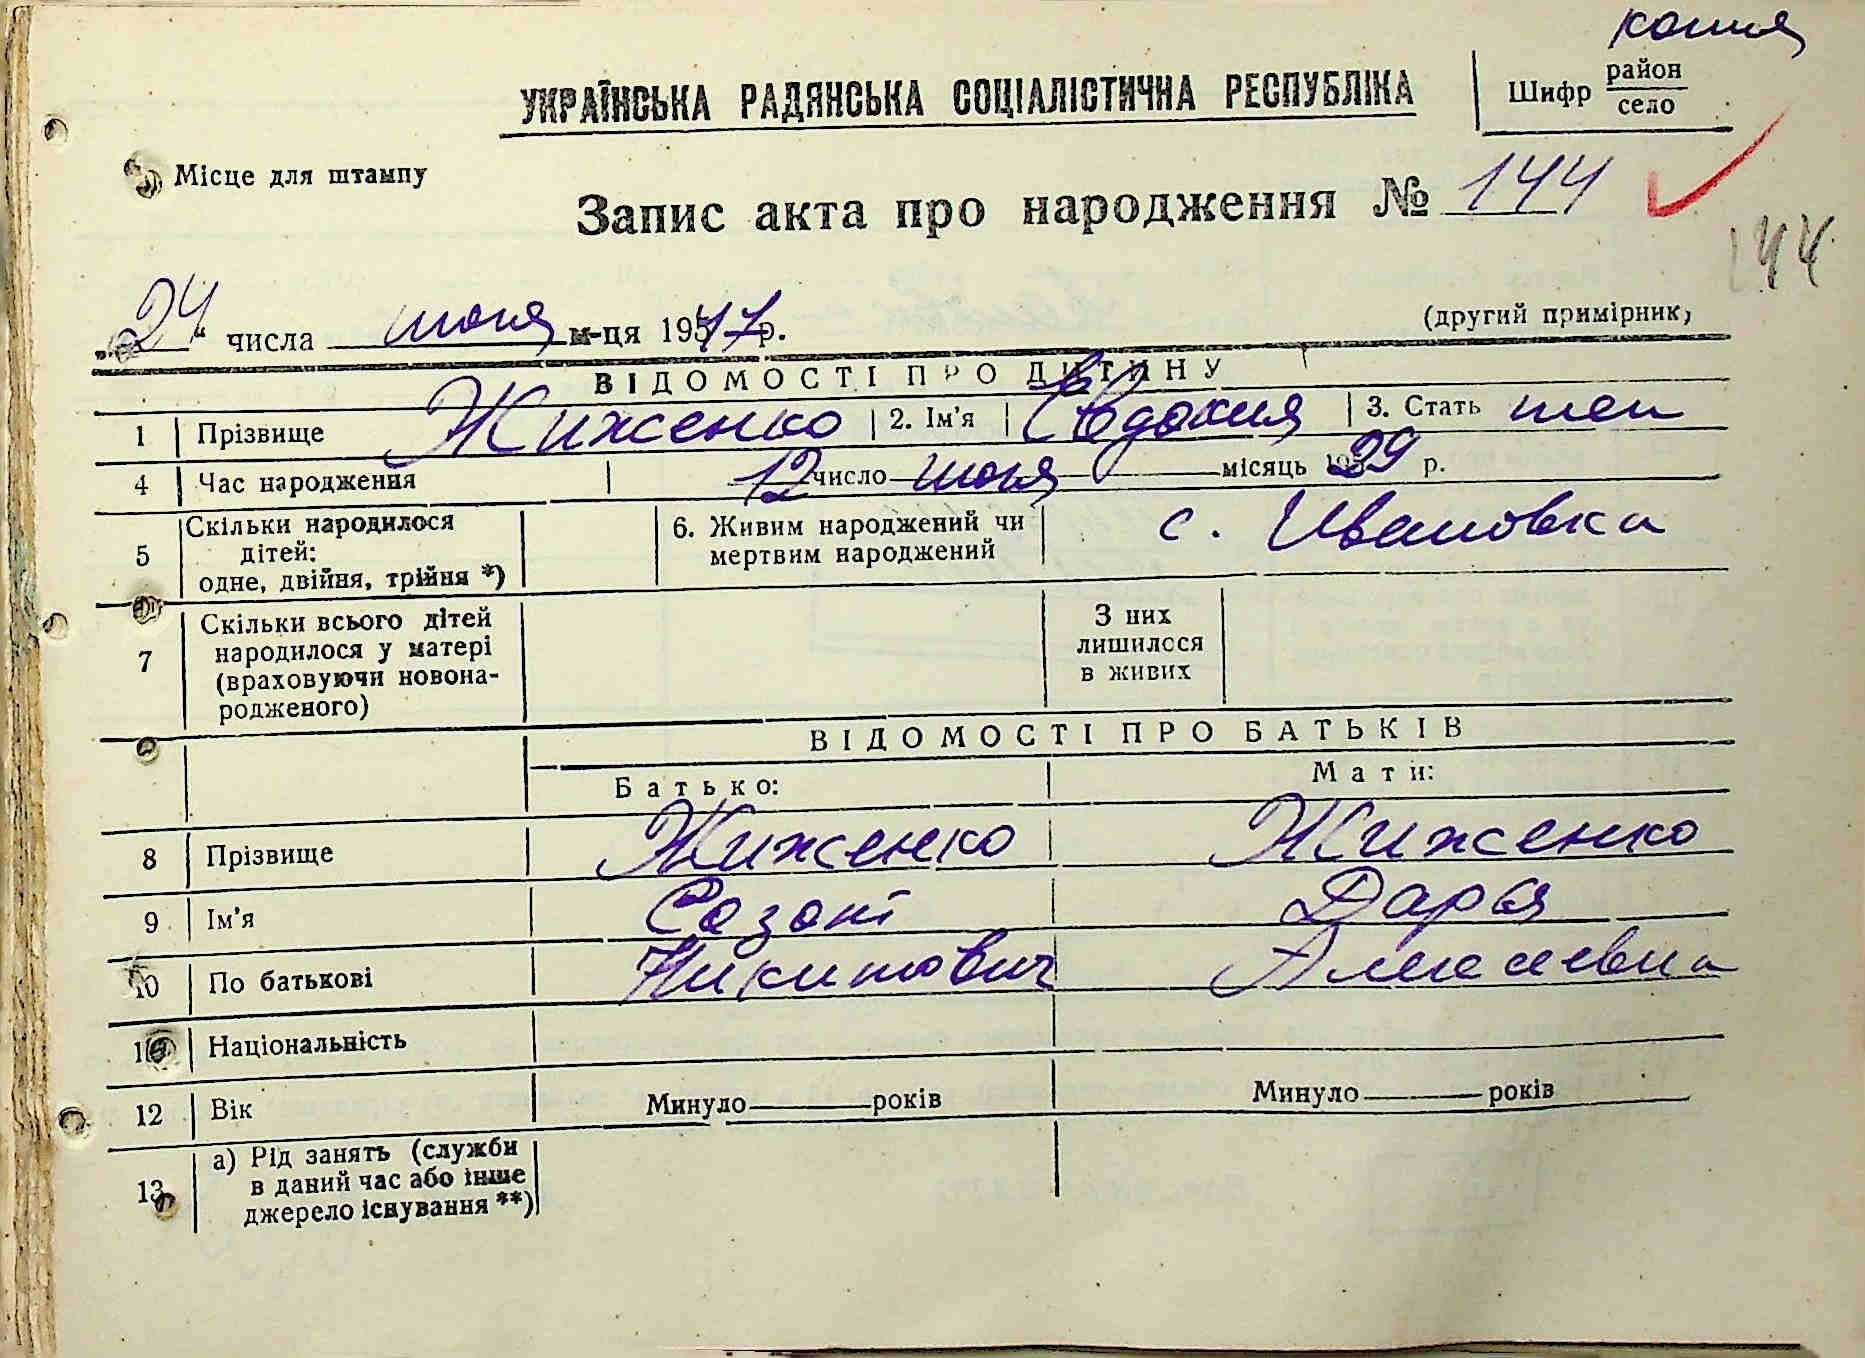 копия
УКРАЇНСЬКА РАДЯНСЬКА СОЦІАЛІСТИЧНА РЕСПУБЛІКА
Шифр район
село
Місце для штампу
Запис акта про народження № 144
144
„24" числа июня м-ця 1947 р.
(другий примірник)
ВІДОМОСТІ ПРО ДИТИНУ
1 Прізвище Жиженко 2. Ім'я Евдокия 3. Стать жен
4 Час народження 12 число июня місяць 1939 р.
5 Скільки народилося дітей: одне, двійня, трійня *) 6. Живим народжений чи мертвим народжений с. Ивановка
7 Скільки всього дітей народилося у матері (враховуючи новона-родженого) З них лишилося в живих
ВІДОМОСТІ ПРО БАТЬКІВ
Батько: Мати:
8 Прізвище Жиженко Жиженко
9 Ім'я Созонт Дарья
10 По батькові Никитович Алексеевна
11 Національність
12 Вік Минуло років Минуло років
13 а) Рід занять (служби в даний час або інше джерело існування **)